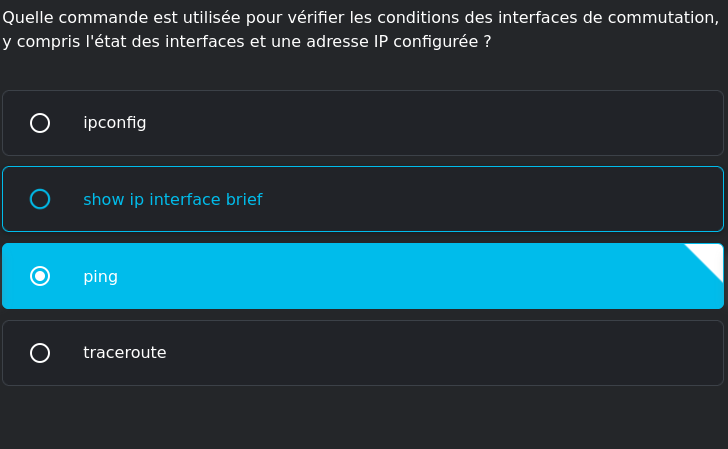 Quelle commande est utilisée pour vérifier les conditions des interfaces de commutation,
y compris l'état des interfaces et une adresse IP configurée ?
ipconfig
show ip interface brief
ping
traceroute